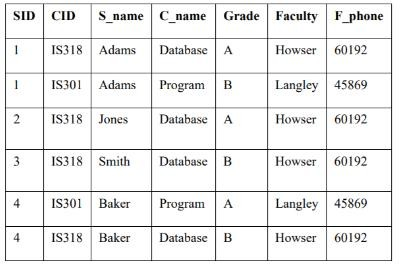 SID CID S_name C_name Grade Faculty F_phone
1 IS318 Adams Database A Howser 60192
1 IS301 Adams Program B Langley 45869
2 IS318 Jones Database A Howser 60192
3 IS318 Smith Database B Howser 60192
4 IS301 Baker Program A Langley 45869
4 IS318 Baker Database B Howser 60192